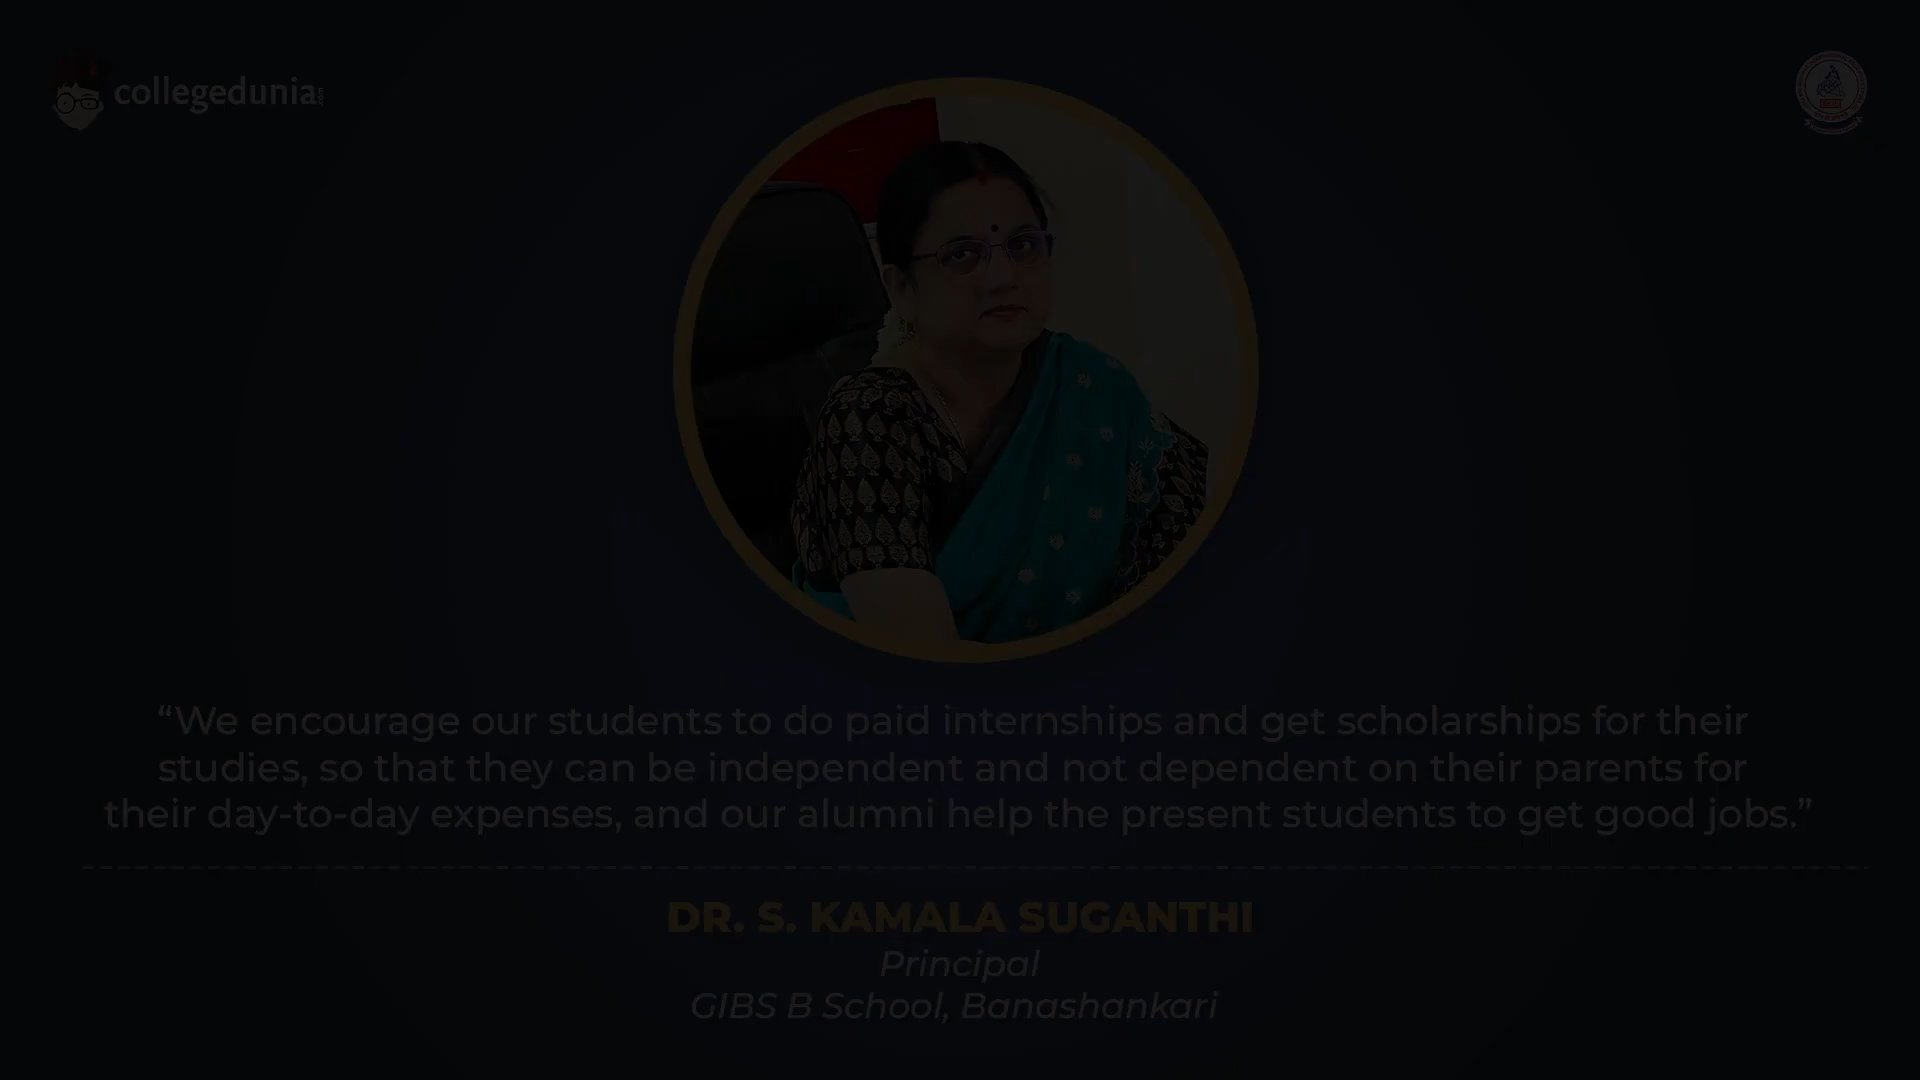 collegedunia
“We encourage our students to do paid internships and get scholarships for their
studies, so that they can be independent and not dependent on their parents for
their day-to-day expenses, and our alumni help the present students to get good jobs.”
DR. S. KAMALA SUGANTHI
Principal
GIBS B School, Banashankari